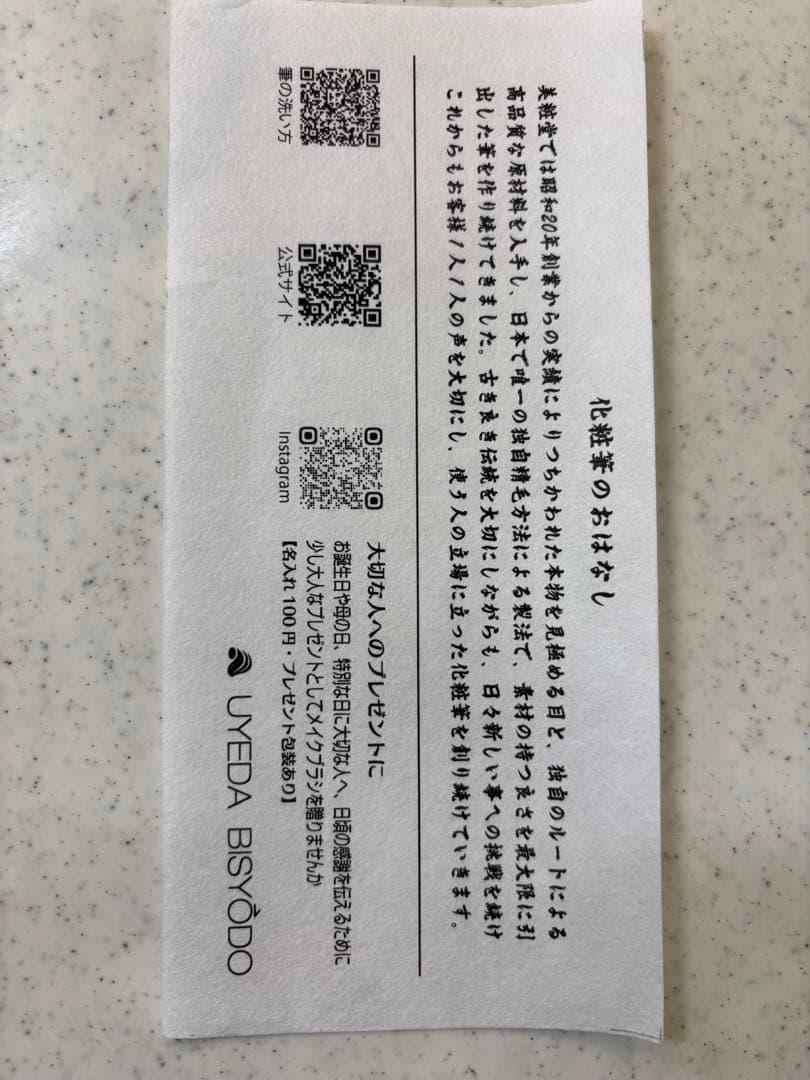 化粧筆のおはなし
美粧堂では昭和20年創業からの実績によりつちかわれた本物を見極める目と、独自のルートによる
高品質な原材料を入手し、日本で唯一の独自精毛方法による製法で、素材の持つ良さを最大限に引
出した筆を作り続けてきました。古き良き伝統を大切にしながらも、日々新しい事への挑戦を続け
これからもお客様1人1人の声を大切にし、使う人の立場に立った化粧筆を創り続けていきます。
筆の洗い方
公式サイト
Instagram
大切な人へのプレゼントに
お誕生日や母の日、特別な日に大切な人へ、日頃の感謝を伝えるために
少し大人なプレゼントとしてメイクブラシを贈りませんか
【名入れ100円・プレゼント包装あり】
UYEDA BISYŌDO